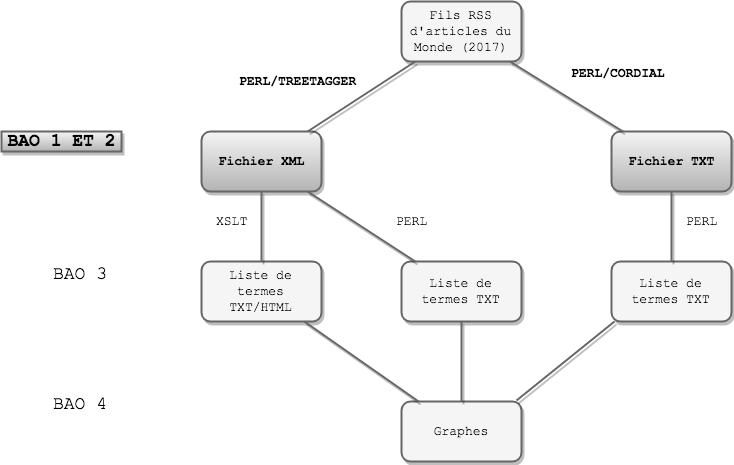 Fils RSS
d'articles du
Monde (2017)
PERL/TREETAGGER
PERL/CORDIAL
BAO 1 ET 2
Fichier XML
Fichier TXT
XSLT
PERL
PERL
BAO 3
Liste de
termes
TXT/HTML
Liste de
termes TXT
Liste de
termes TXT
BAO 4
Graphes